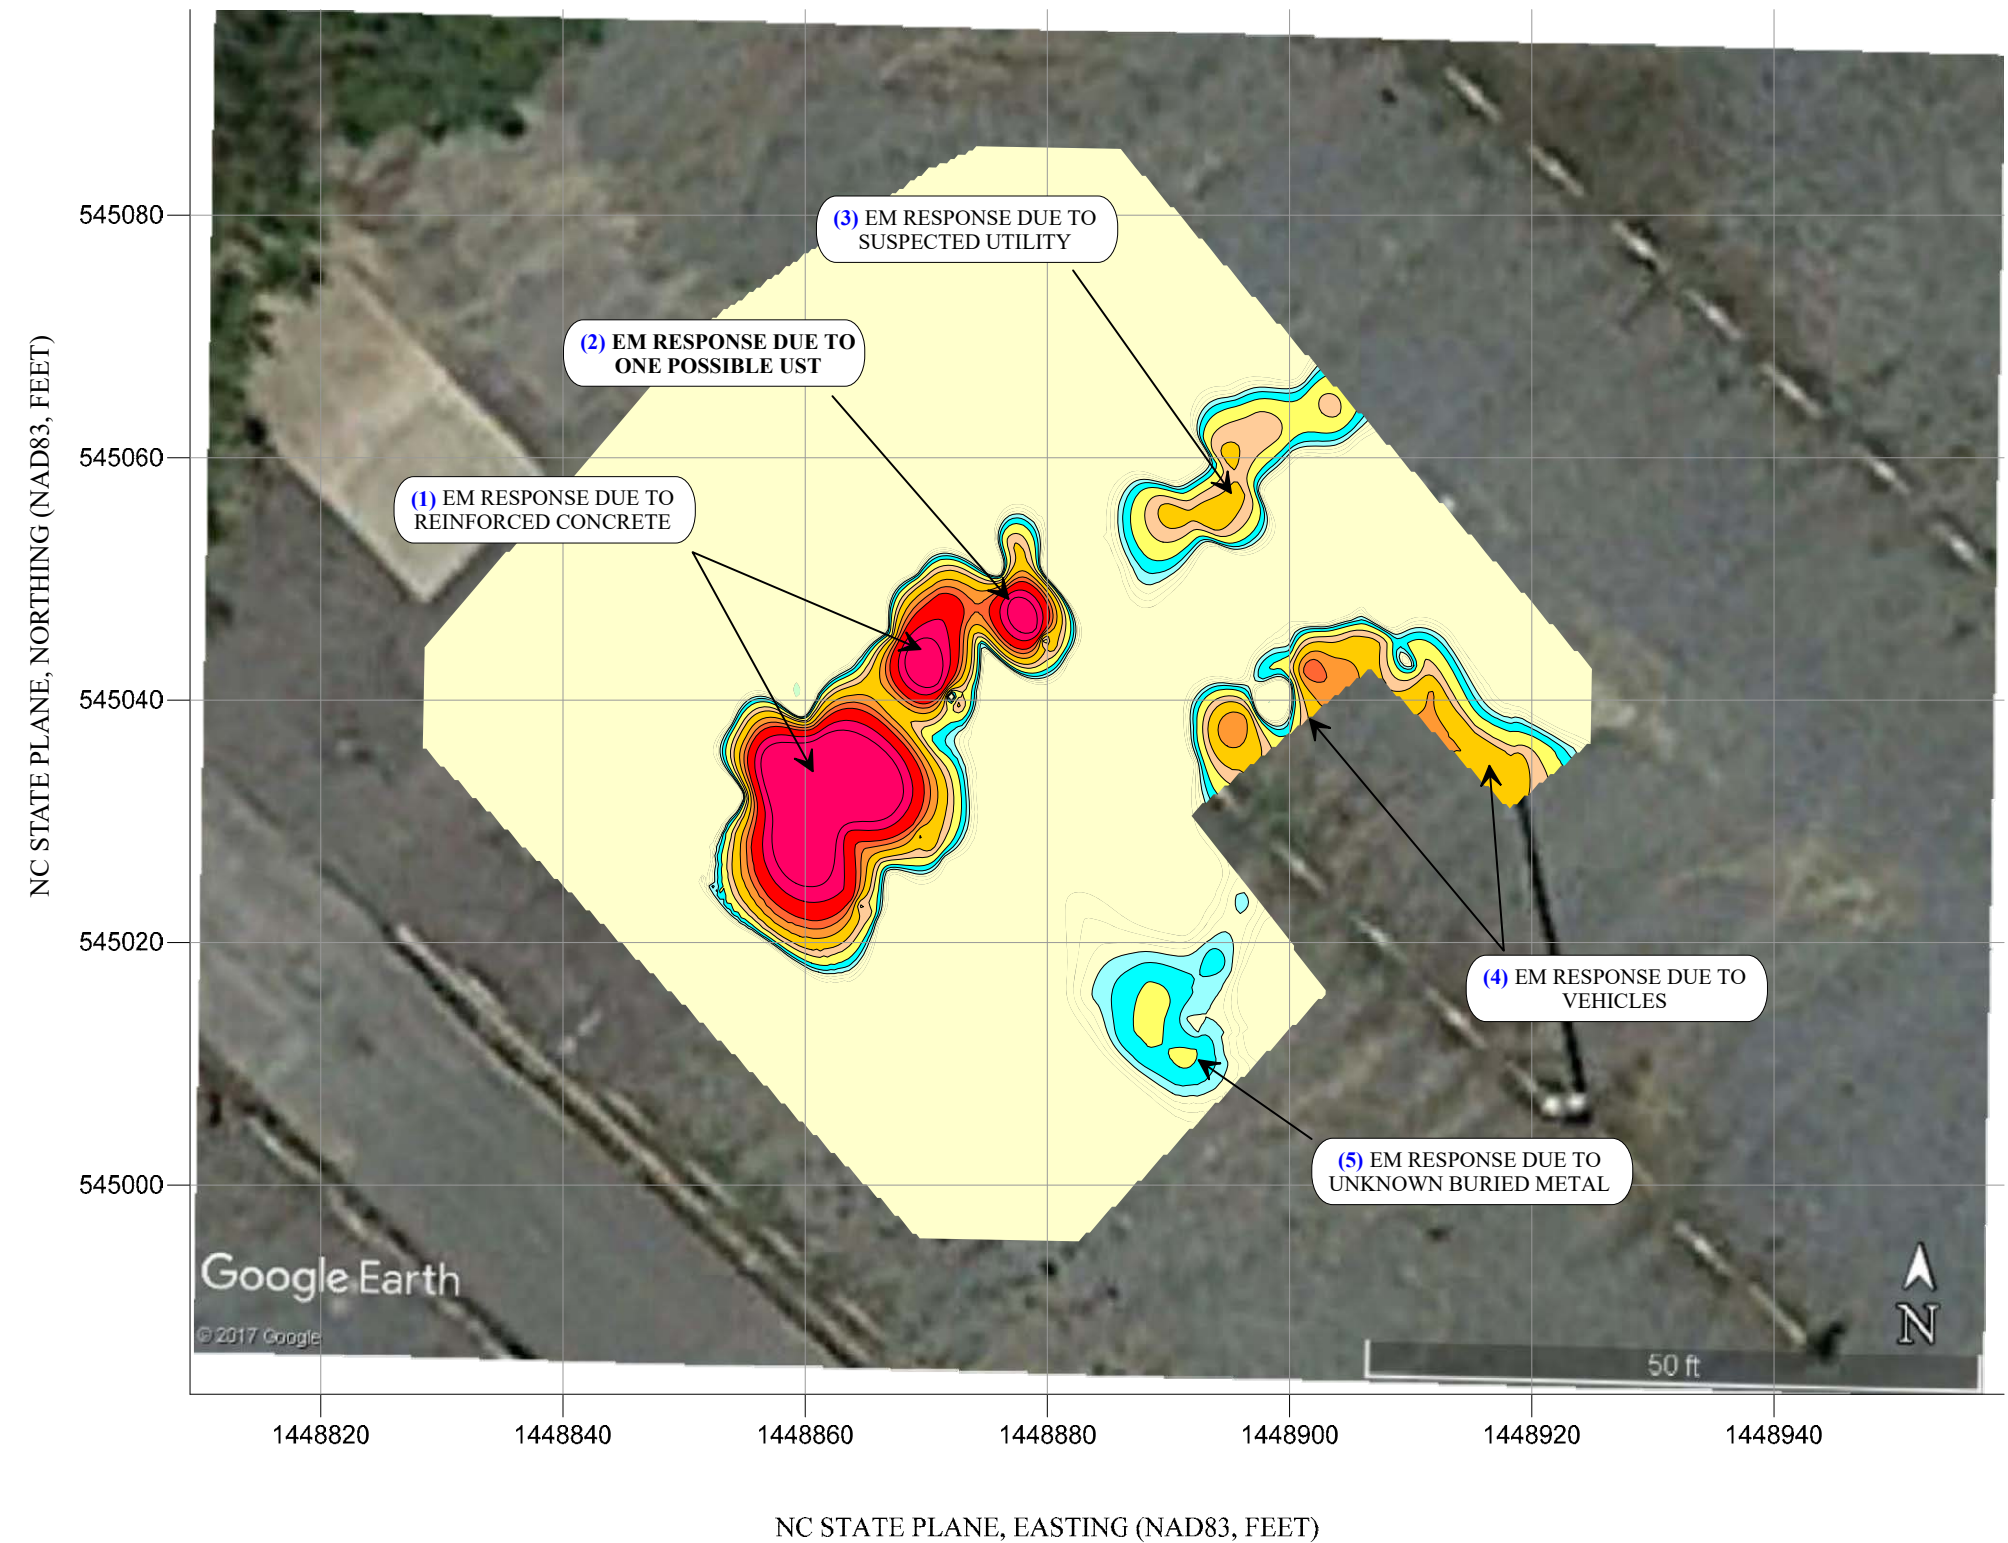 (3) EM RESPONSE DUE TO
SUSPECTED UTILITY
(2) EM RESPONSE DUE TO
ONE POSSIBLE UST
(1) EM RESPONSE DUE TO
REINFORCED CONCRETE
(4) EM RESPONSE DUE TO
VEHICLES
(5) EM RESPONSE DUE TO
UNKNOWN BURIED METAL
545080
545060
545040
545020
545000
NC STATE PLANE, NORTHING (NAD83, FEET)
Google Earth
© 2017 Google
50 ft
N
1448820
1448840
1448860
1448880
1448900
1448920
1448940
NC STATE PLANE, EASTING (NAD83, FEET)